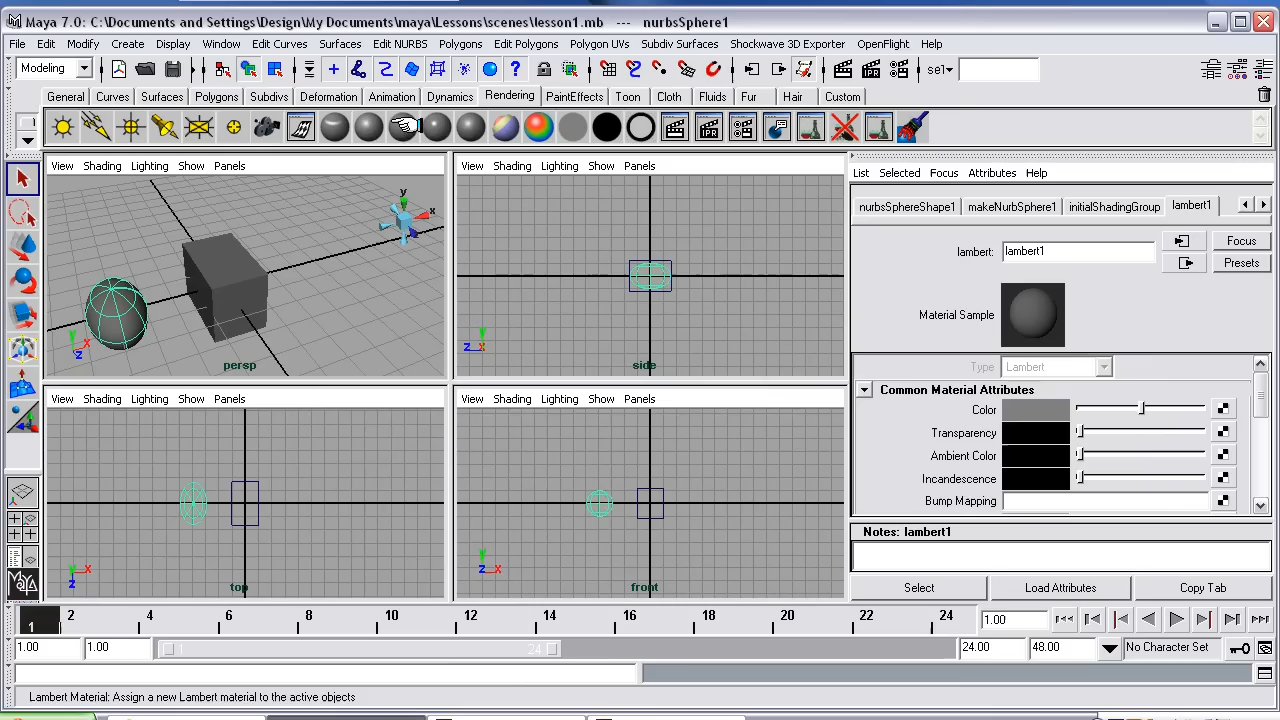 Maya 7.0: C:\Documents and Settings\Design\My Documents\maya\Lessons\scenes\lesson1.mb --- nurbsSphere1
File Edit Modify Create Display Window Edit Curves Surfaces Edit NURBS Polygons Edit Polygons Polygon UVs Subdiv Surfaces Shockwave 3D Exporter OpenFlight Help
Modeling sel
General Curves Surfaces Polygons Subdivs Deformation Animation Dynamics Rendering PaintEffects Toon Cloth Fluids Fur Hair Custom
IPR
View Shading Lighting Show Panels
y
x
y
x
z
persp
View Shading Lighting Show Panels
y
z x
side
View Shading Lighting Show Panels
y x
z
top
View Shading Lighting Show Panels
y
z x
front
List Selected Focus Attributes Help
nurbsSphereShape1 makeNurbSphere1 initialShadingGroup lambert1
lambert: lambert1 Focus
Presets
Material Sample
Type Lambert
Common Material Attributes
Color
Transparency
Ambient Color
Incandescence
Bump Mapping
Notes: lambert1
Select Load Attributes Copy Tab
1 2 4 6 8 10 12 14 16 18 20 22 24 1.00
1.00 1.00 1 24 24.00 48.00 No Character Set
MAYA
Lambert Material: Assign a new Lambert material to the active objects